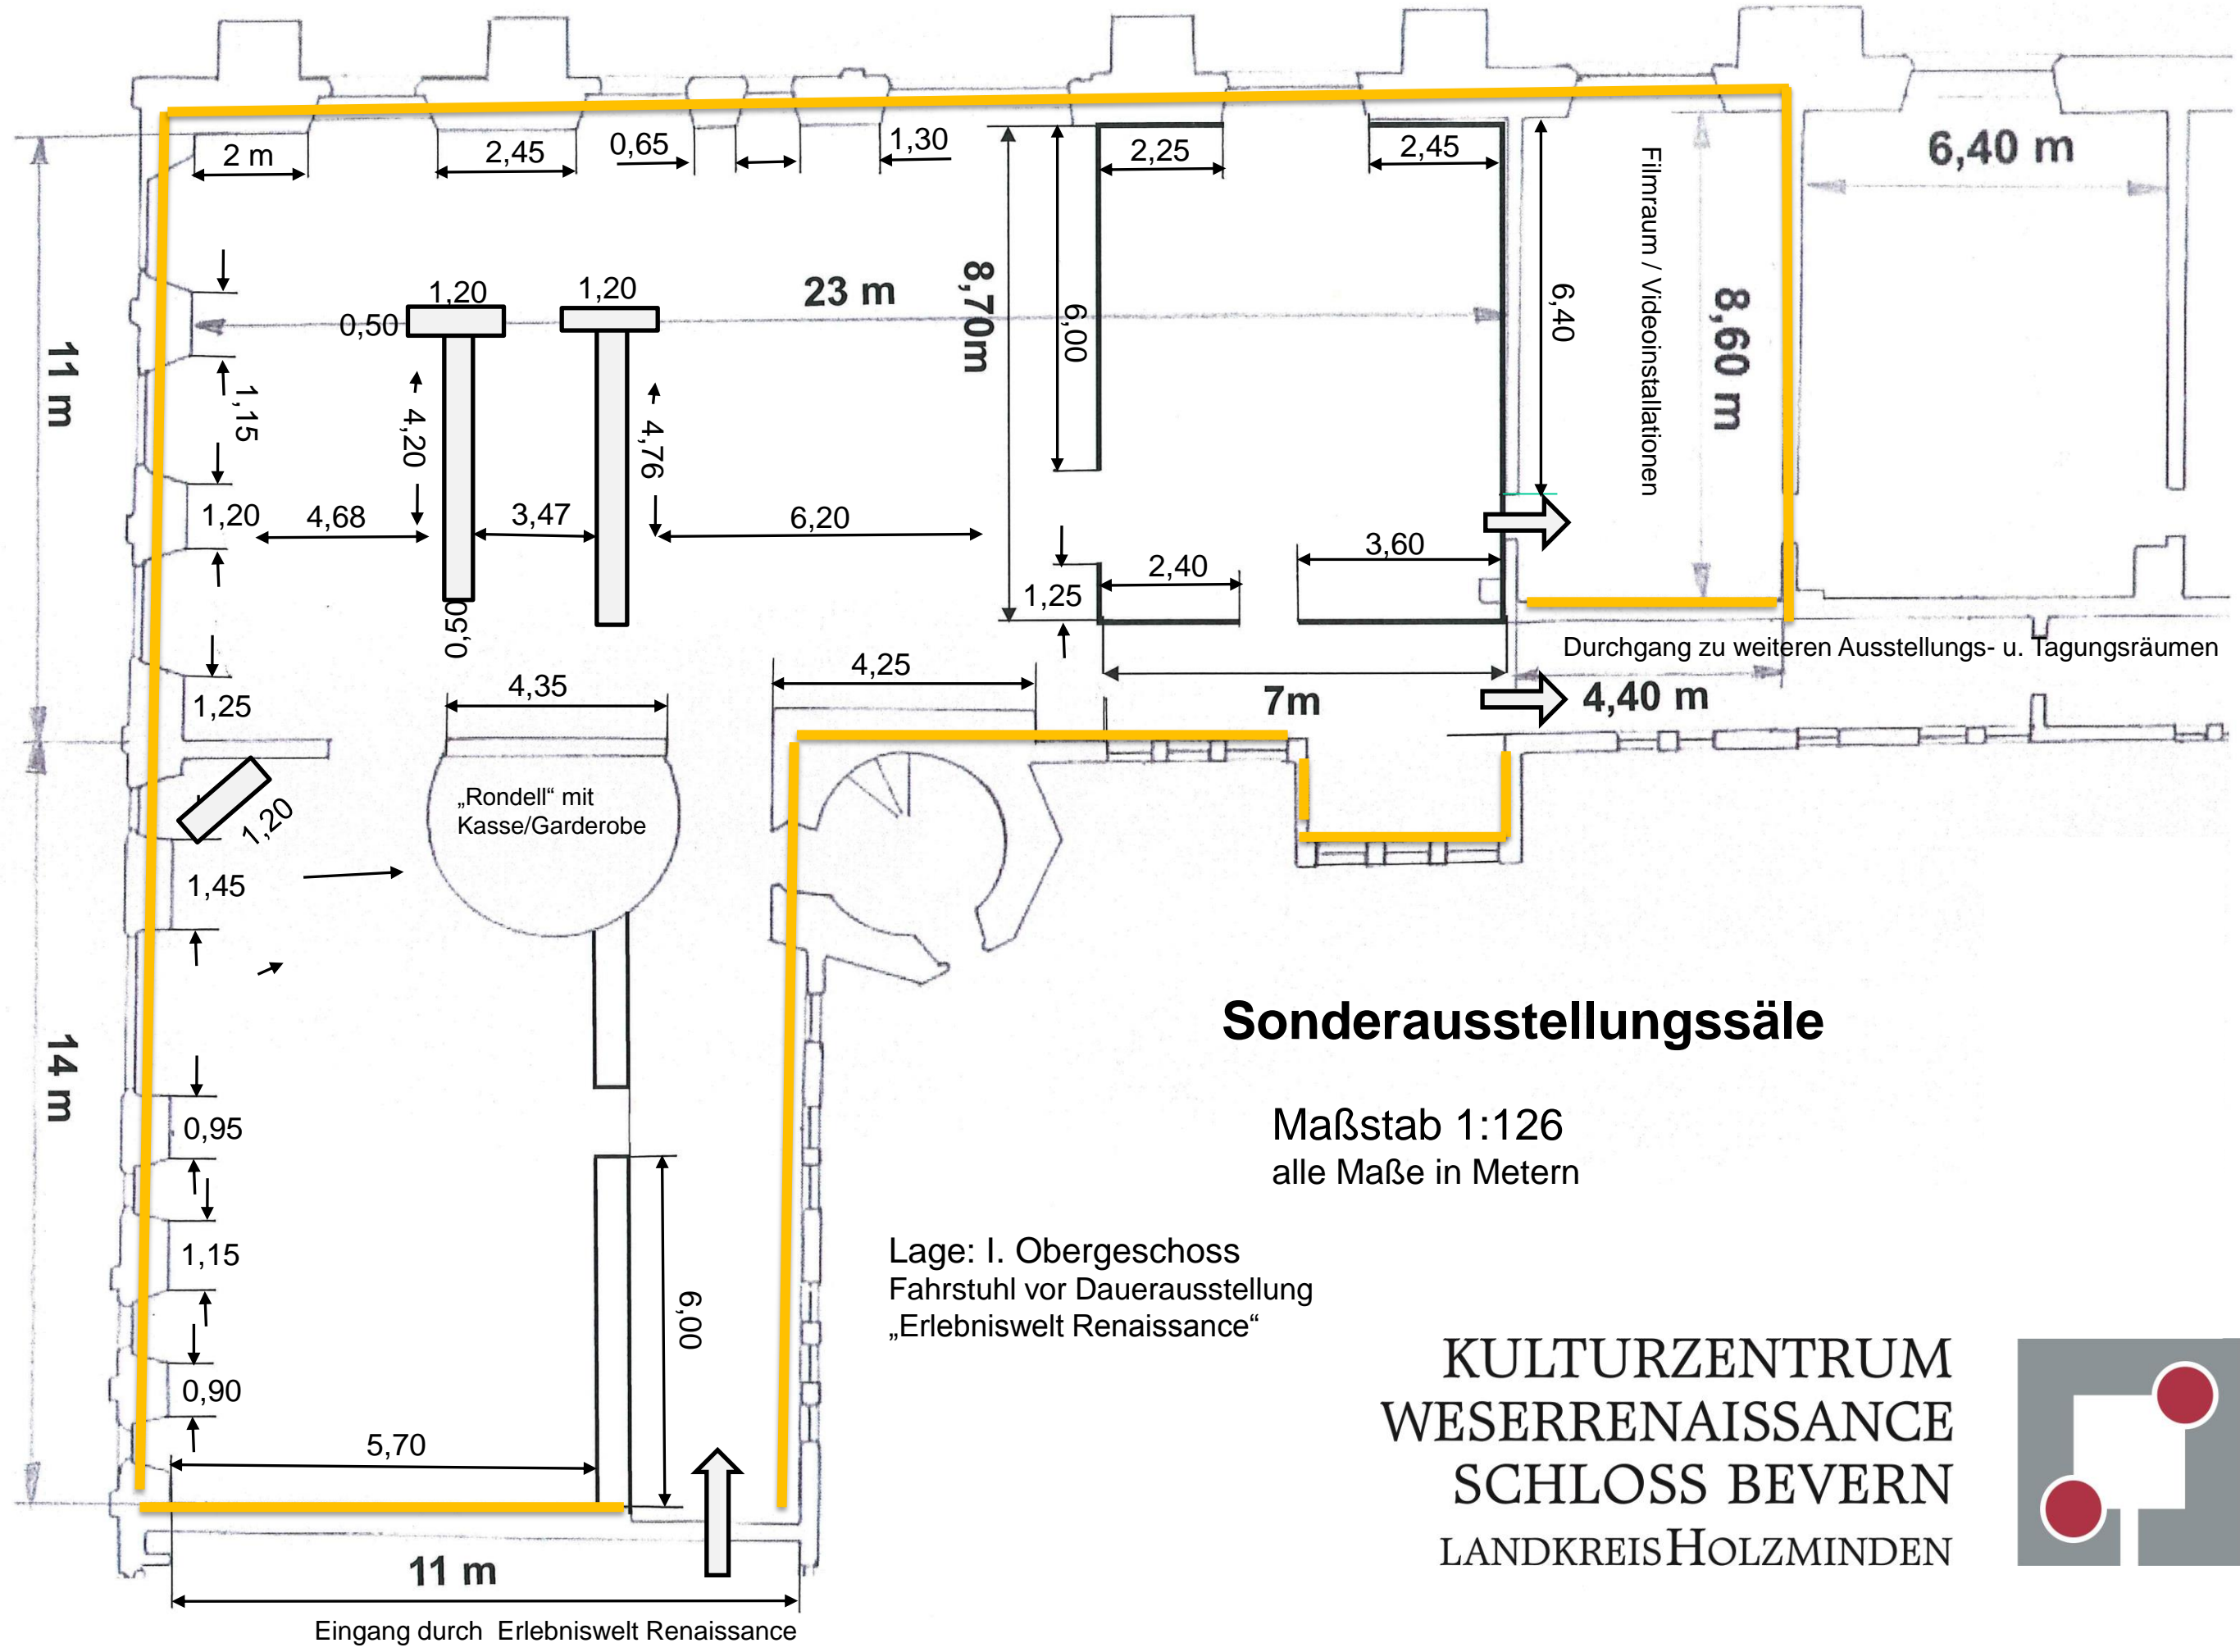 2 m
2,45
0,65
1,30
2,25
2,45
6,40 m
1,20
1,20
0,50
23 m
8,70m
6,00
6,40
Filmraum / Videoinstallationen
8,60 m
11 m
1,15
4,20
4,76
1,20
4,68
3,47
6,20
3,60
2,40
1,25
0,50
Durchgang zu weiteren Ausstellungs- u. Tagungsräumen
1,25
4,35
4,25
7m
4,40 m
„Rondell“ mit
Kasse/Garderobe
1,20
1,45
Sonderausstellungssäle
14 m
0,95
Maßstab 1:126
alle Maße in Metern
1,15
Lage: I. Obergeschoss
Fahrstuhl vor Dauerausstellung
„Erlebniswelt Renaissance“
6,00
0,90
5,70
KULTURZENTRUM
WESERRENAISSANCE
SCHLOSS BEVERN
LANDKREISHOLZMINDEN
11 m
Eingang durch Erlebniswelt Renaissance